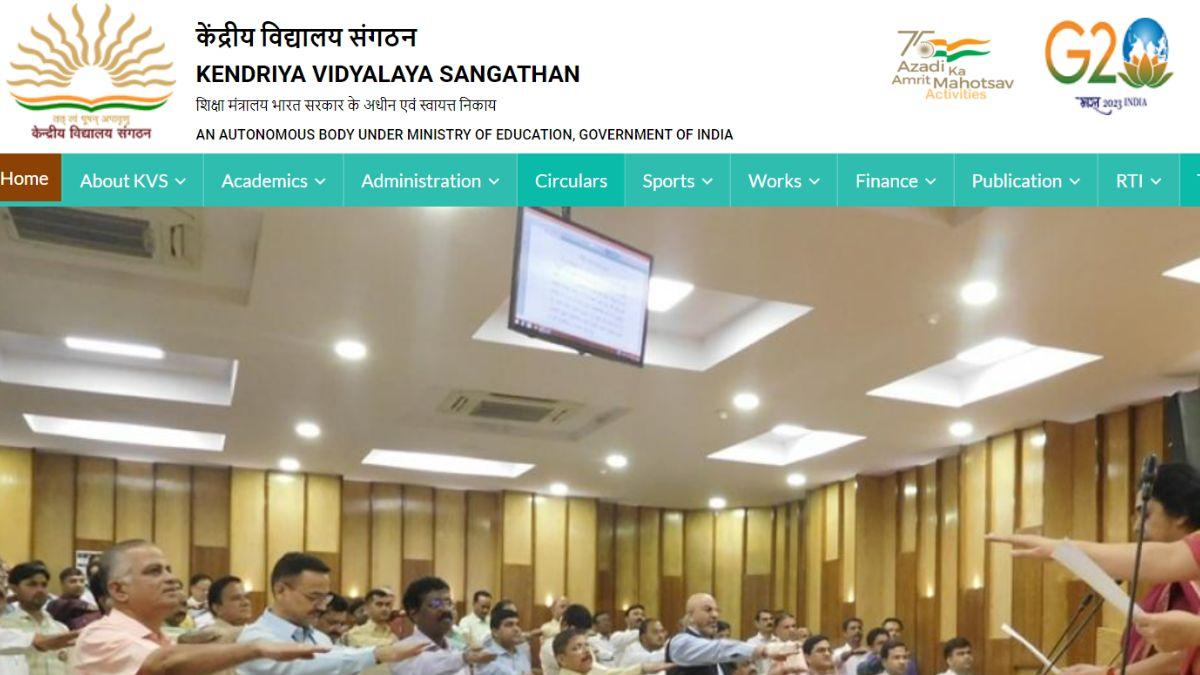 केंद्रीय विद्यालय संगठन
KENDRIYA VIDYALAYA SANGATHAN
शिक्षा मंत्रालय भारत सरकार के अधीन एवं स्वायत्त निकाय
AN AUTONOMOUS BODY UNDER MINISTRY OF EDUCATION, GOVERNMENT OF INDIA
तत् त्वं पूषन् अपावृणु
केन्द्रीय विद्यालय संगठन
75
Azadi Ka
Amrit Mahotsav
Activities
G20
भारत 2023 INDIA
Home About KVS Academics Administration Circulars Sports Works Finance Publication RTI